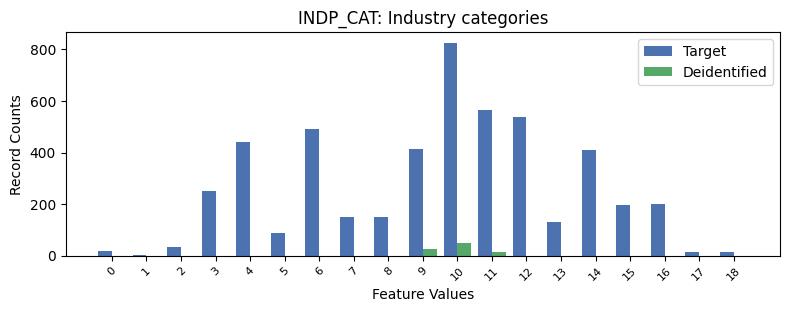 INDP_CAT: Industry categories
Target
Deidentified
Record Counts
800
600
400
200
0
0 1 2 3 4 5 6 7 8 9 10 11 12 13 14 15 16 17 18
Feature Values